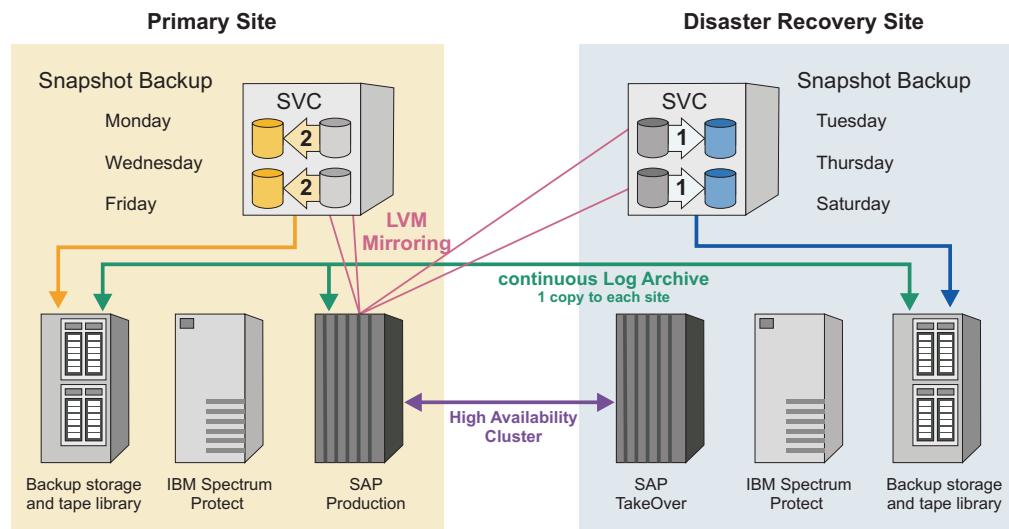 Primary Site
Disaster Recovery Site
Snapshot Backup
Monday
Wednesday
Friday
SVC
2
2
SVC
1
1
Snapshot Backup
Tuesday
Thursday
Saturday
LVM
Mirroring
continuous Log Archive
1 copy to each site
High Availability
Cluster
Backup storage
and tape library
IBM Spectrum
Protect
SAP
Production
SAP
TakeOver
IBM Spectrum
Protect
Backup storage
and tape library